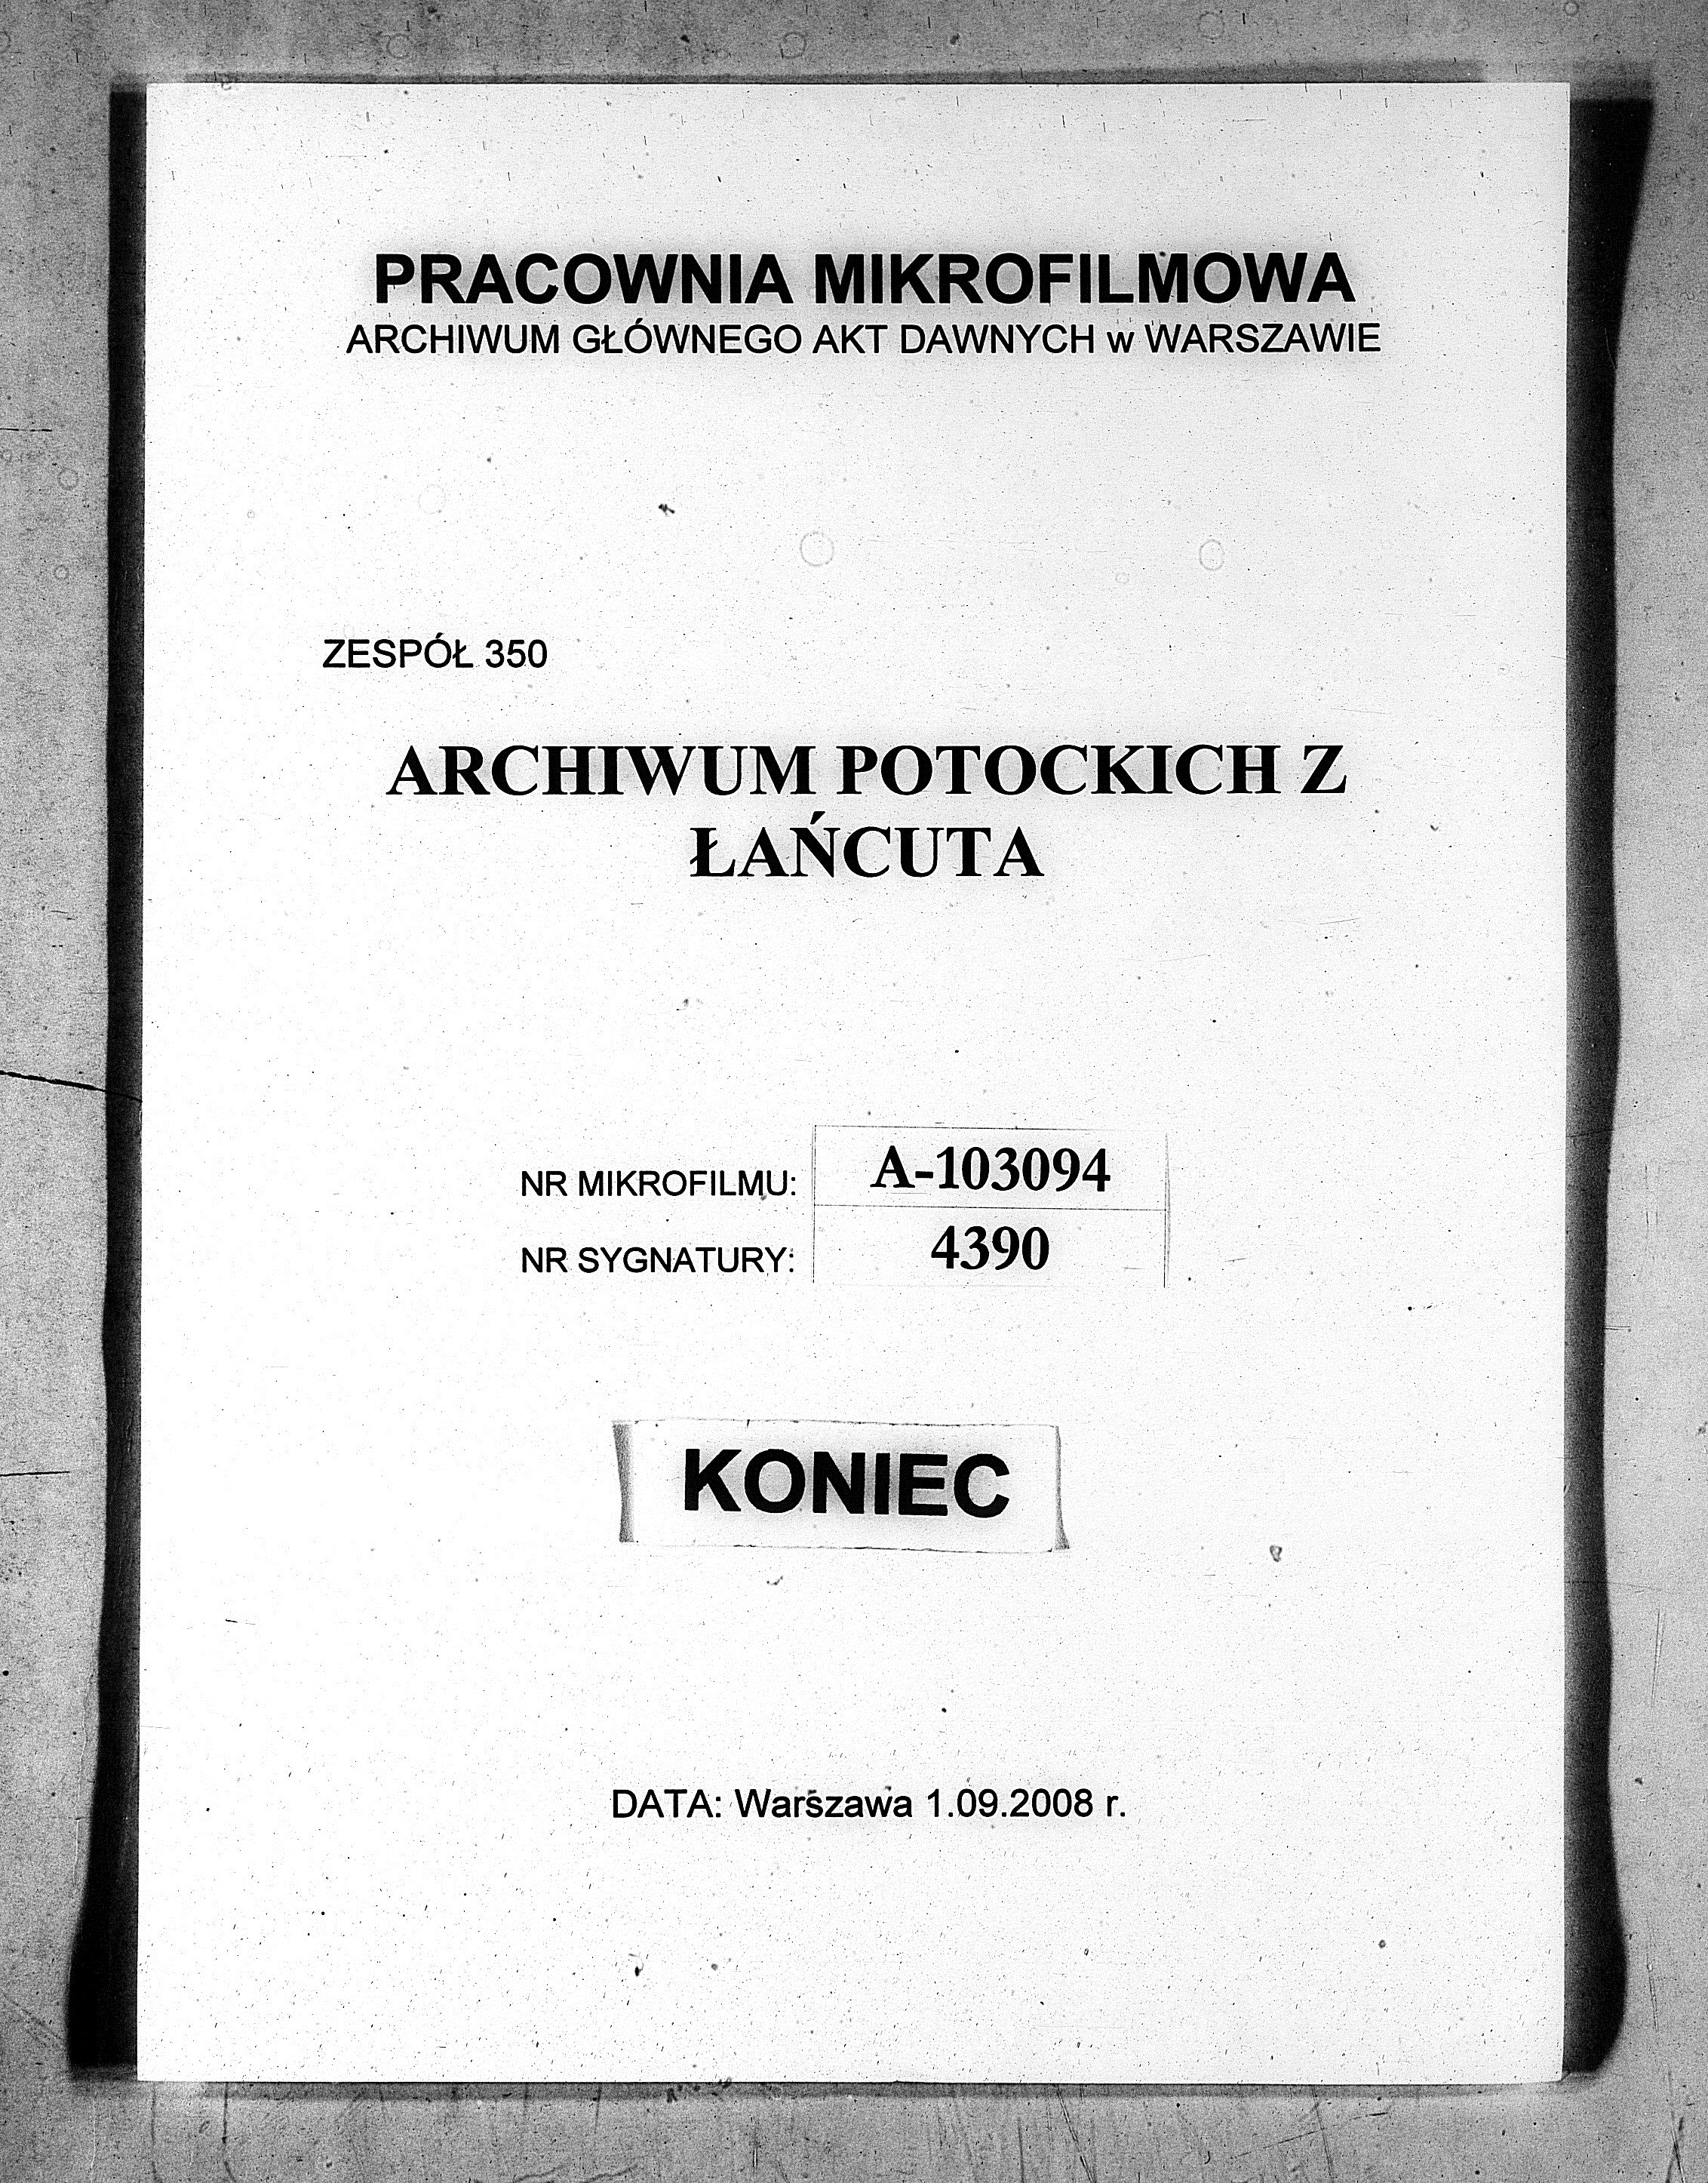 PRACOWNIA MIKROFILMOWA
ARCHIWUM GŁÓWNEGO AKT DAWNYCH w WARSZAWIE
ZESPÓŁ 350
ARCHIWUM POTOCKICH Z
ŁAŃCUTA
NR MIKROFILMU: A-103094
NR SYGNATURY: 4390
KONIEC
DATA: Warszawa 1.09.2008 r.